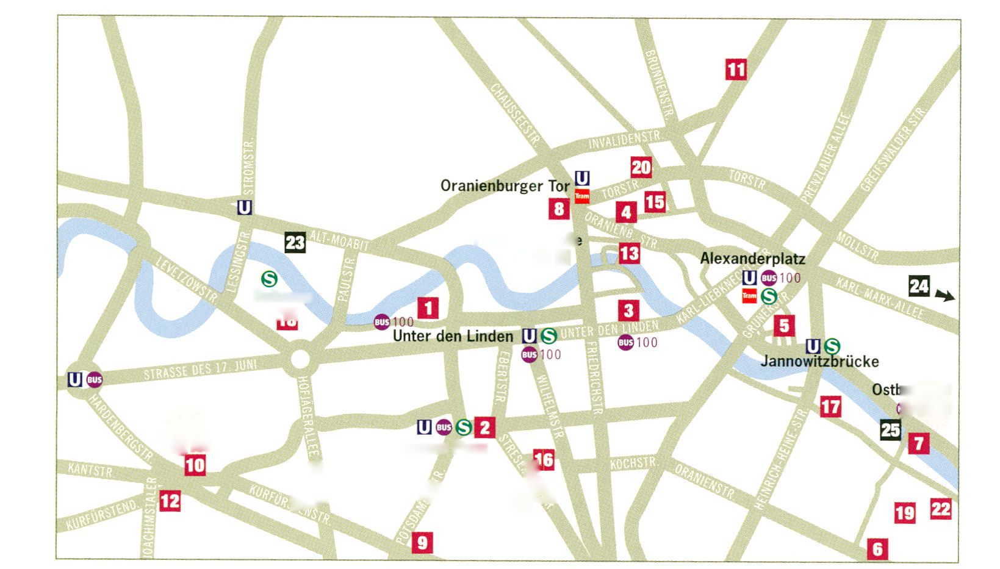 11
CHAUSSEESTR.
BRUNNENSTR.
INVALIDENSTR.
PRENZLAUER ALLEE
GREIFSWALDER STR.
STROMSTR.
20
U
Oranienburger Tor
Tram
TORSTR.
TORSTR.
8
4
15
U
23
ALT-MOABIT
ORANIENB. STR
13
MOLLSTR.
LESSINGSTR.
LEVETZOWSTR.
PAULSTR.
S
Alexanderplatz
U BUS 100
Tram S
KARL-LIEBKNECHT
KARL-MARX-ALLEE
24
GRUNERSTR.
1
BUS 100
3
5
Unter den Linden U S
BUS 100
UNTER DEN LINDEN
BUS 100
U S
Jannowitzbrücke
STRASSE DES 17. JUNI
U BUS
HOFJÄGERALLEE
EBERTSTR.
WILHELMSTR.
FRIEDRICHSTR.
17
25
7
HARDENBERGSTR.
U BUS S 2
16
10
KANTSTR.
KOCHSTR.
ORANIENSTR.
HEINRICH-HEINE-STR.
12
KURFÜRSTEND.
19
22
9
6